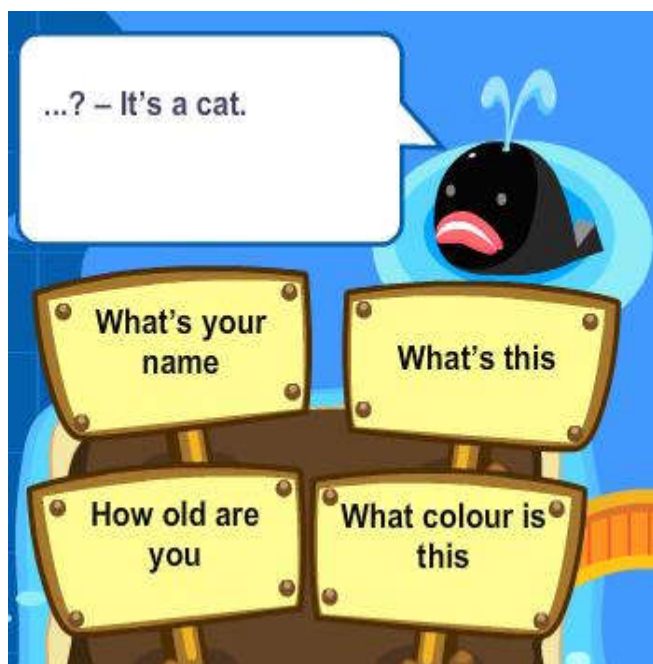 ...? – It's a cat.
What's your
name
What's this
How old are
you
What colour is
this